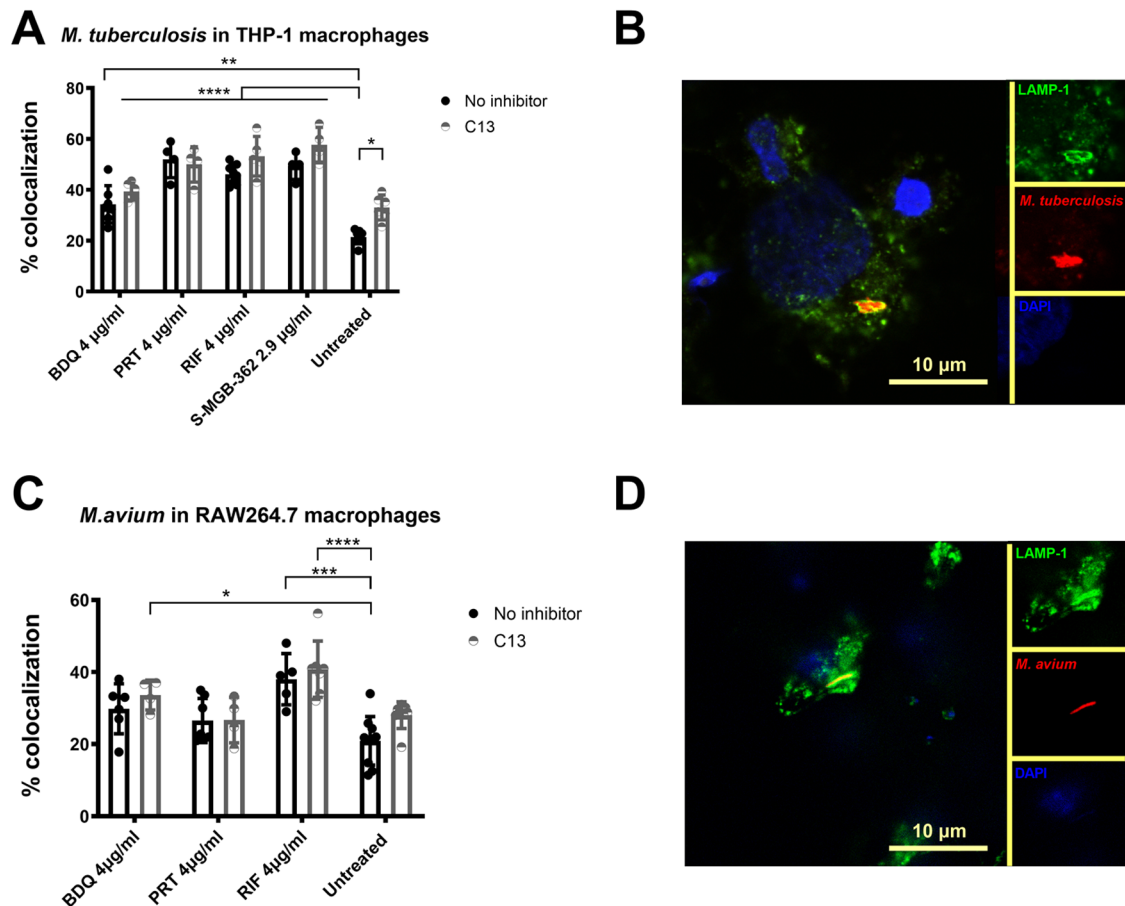 A
M. tuberculosis in THP-1 macrophages
**
****
*
80
60
40
20
0
% colocalization
BDQ 4 µg/ml
PRT 4 µg/ml
RIF 4 µg/ml
S-MGB-362 2.9 µg/ml
Untreated
No inhibitor
C13
B
LAMP-1
M. tuberculosis
DAPI
10 µm
C
M.avium in RAW264.7 macrophages
****
***
*
60
40
20
0
% colocalization
BDQ 4µg/ml
PRT 4µg/ml
RIF 4µg/ml
Untreated
No inhibitor
C13
D
LAMP-1
M. avium
DAPI
10 µm